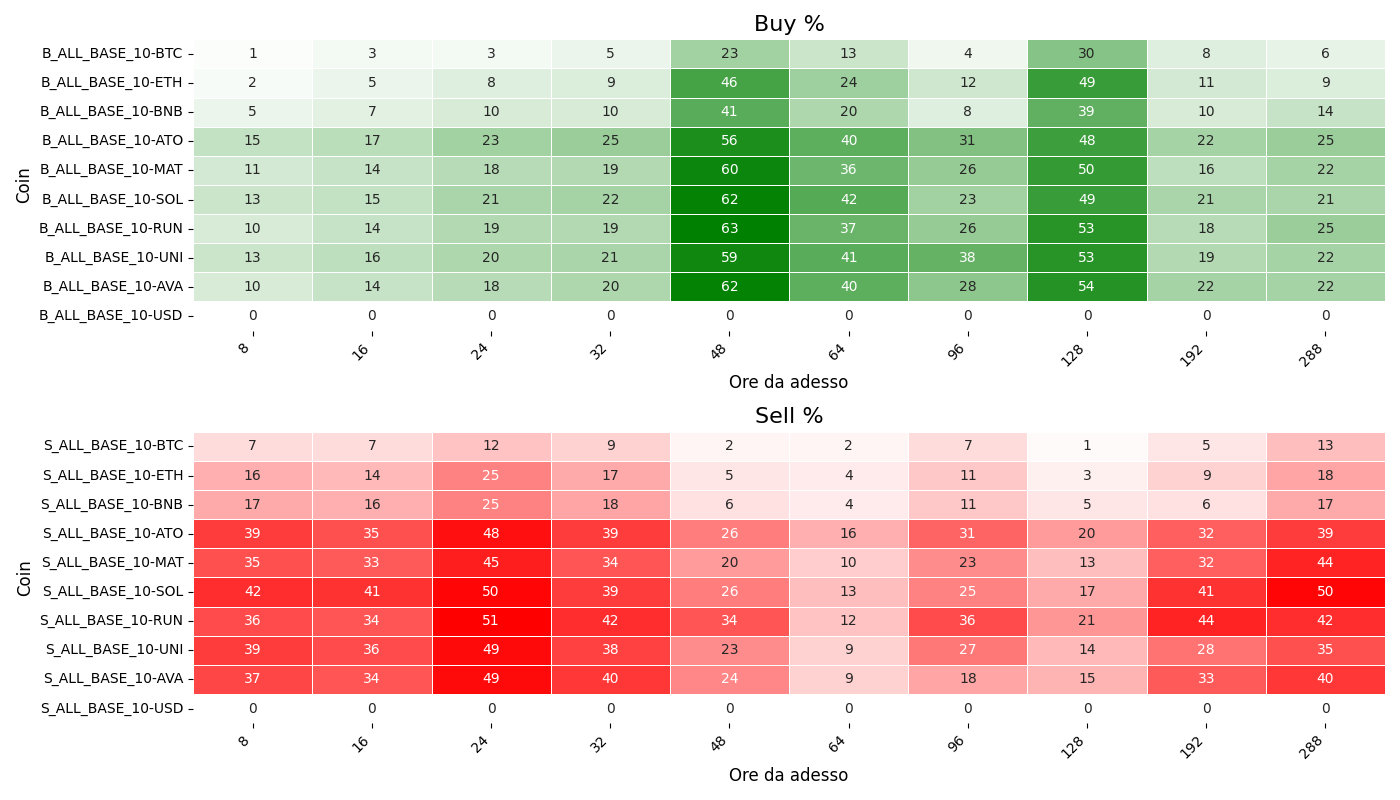 Buy %
Coin
B_ALL_BASE_10-BTC 1 3 3 5 23 13 4 30 8 6
B_ALL_BASE_10-ETH 2 5 8 9 46 24 12 49 11 9
B_ALL_BASE_10-BNB 5 7 10 10 41 20 8 39 10 14
B_ALL_BASE_10-ATO 15 17 23 25 56 40 31 48 22 25
B_ALL_BASE_10-MAT 11 14 18 19 60 36 26 50 16 22
B_ALL_BASE_10-SOL 13 15 21 22 62 42 23 49 21 21
B_ALL_BASE_10-RUN 10 14 19 19 63 37 26 53 18 25
B_ALL_BASE_10-UNI 13 16 20 21 59 41 38 53 19 22
B_ALL_BASE_10-AVA 10 14 18 20 62 40 28 54 22 22
B_ALL_BASE_10-USD 0 0 0 0 0 0 0 0 0 0
8 16 24 32 48 64 96 128 192 288
Ore da adesso
Sell %
Coin
S_ALL_BASE_10-BTC 7 7 12 9 2 2 7 1 5 13
S_ALL_BASE_10-ETH 16 14 25 17 5 4 11 3 9 18
S_ALL_BASE_10-BNB 17 16 25 18 6 4 11 5 6 17
S_ALL_BASE_10-ATO 39 35 48 39 26 16 31 20 32 39
S_ALL_BASE_10-MAT 35 33 45 34 20 10 23 13 32 44
S_ALL_BASE_10-SOL 42 41 50 39 26 13 25 17 41 50
S_ALL_BASE_10-RUN 36 34 51 42 34 12 36 21 44 42
S_ALL_BASE_10-UNI 39 36 49 38 23 9 27 14 28 35
S_ALL_BASE_10-AVA 37 34 49 40 24 9 18 15 33 40
S_ALL_BASE_10-USD 0 0 0 0 0 0 0 0 0 0
8 16 24 32 48 64 96 128 192 288
Ore da adesso